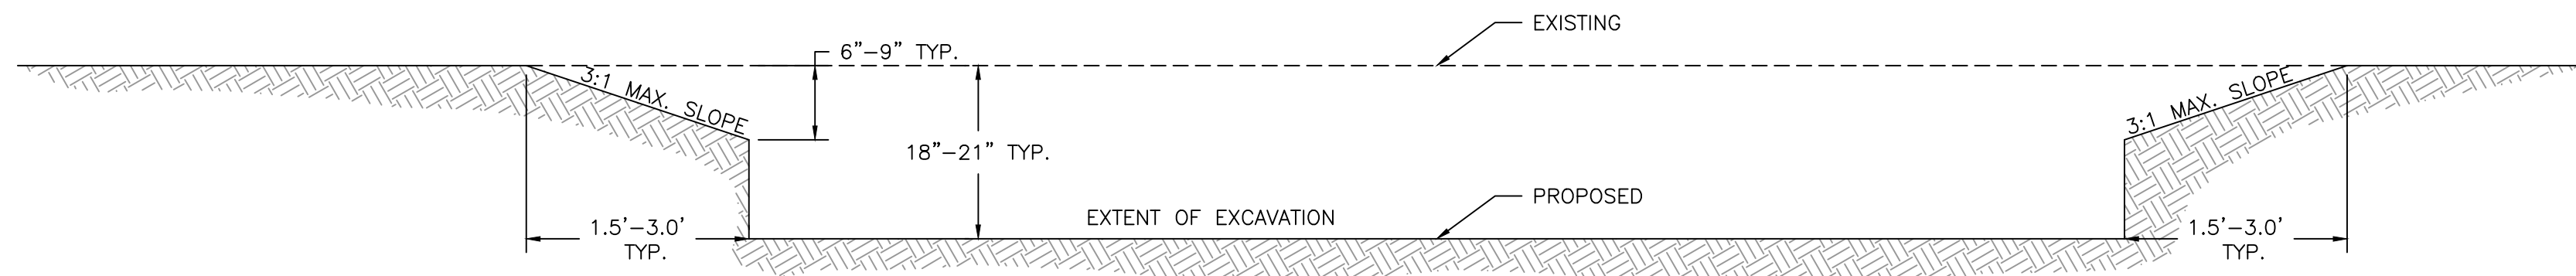 EXISTING
6”–9” TYP.
3:1 MAX. SLOPE
3:1 MAX. SLOPE
18”–21” TYP.
PROPOSED
EXTENT OF EXCAVATION
1.5’–3.0’
TYP.
1.5’–3.0’
TYP.